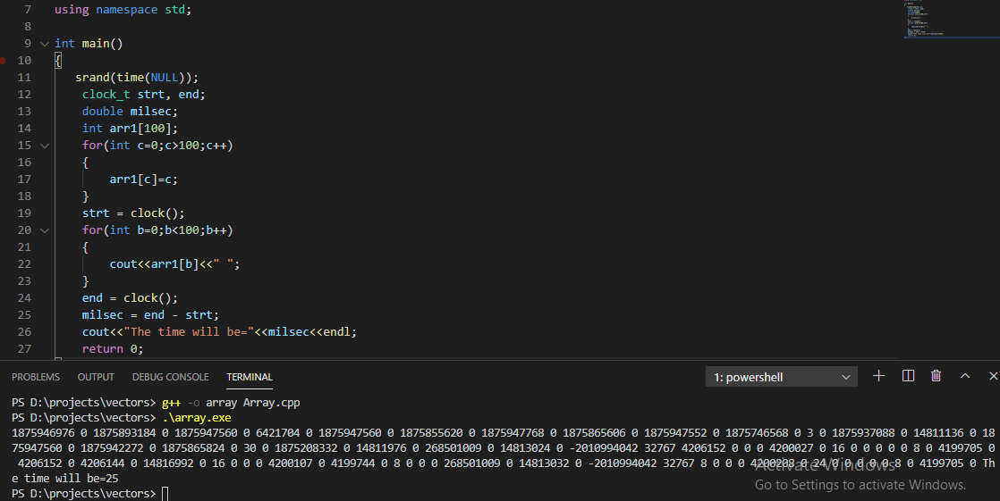 7 using namespace std;
8
9 int main()
10 {
11 srand(time(NULL));
12 clock_t strt, end;
13 double milsec;
14 int arr1[100];
15 for(int c=0;c>100;c++)
16 {
17 arr1[c]=c;
18 }
19 strt = clock();
20 for(int b=0;b<100;b++)
21 {
22 cout<<arr1[b]<<" ";
23 }
24 end = clock();
25 milsec = end - strt;
26 cout<<"The time will be="<<milsec<<endl;
27 return 0;
PROBLEMS OUTPUT DEBUG CONSOLE TERMINAL 1: powershell
PS D:\projects\vectors> g++ -o array Array.cpp
PS D:\projects\vectors> .\array.exe
1875946976 0 1875893184 0 1875947560 0 6421704 0 1875947560 0 1875855620 0 1875947768 0 1875865606 0 1875947552 0 1875746568 0 3 0 1875937088 0 14811136 0 18
75947560 0 1875942272 0 1875865824 0 30 0 1875208332 0 14811976 0 268501009 0 14813024 0 -2010994042 32767 4206152 0 0 0 4200027 0 16 0 0 0 0 0 8 0 4199705 0
4206152 0 4206144 0 14816992 0 16 0 0 0 4200107 0 4199744 0 8 0 0 0 268501009 0 14813032 0 -2010994042 32767 8 0 0 0 4200208 0 24 0 0 0 0 0 8 0 4199705 0 Th
e time will be=25
PS D:\projects\vectors>
Activate Windows
Go to Settings to activate Windows.